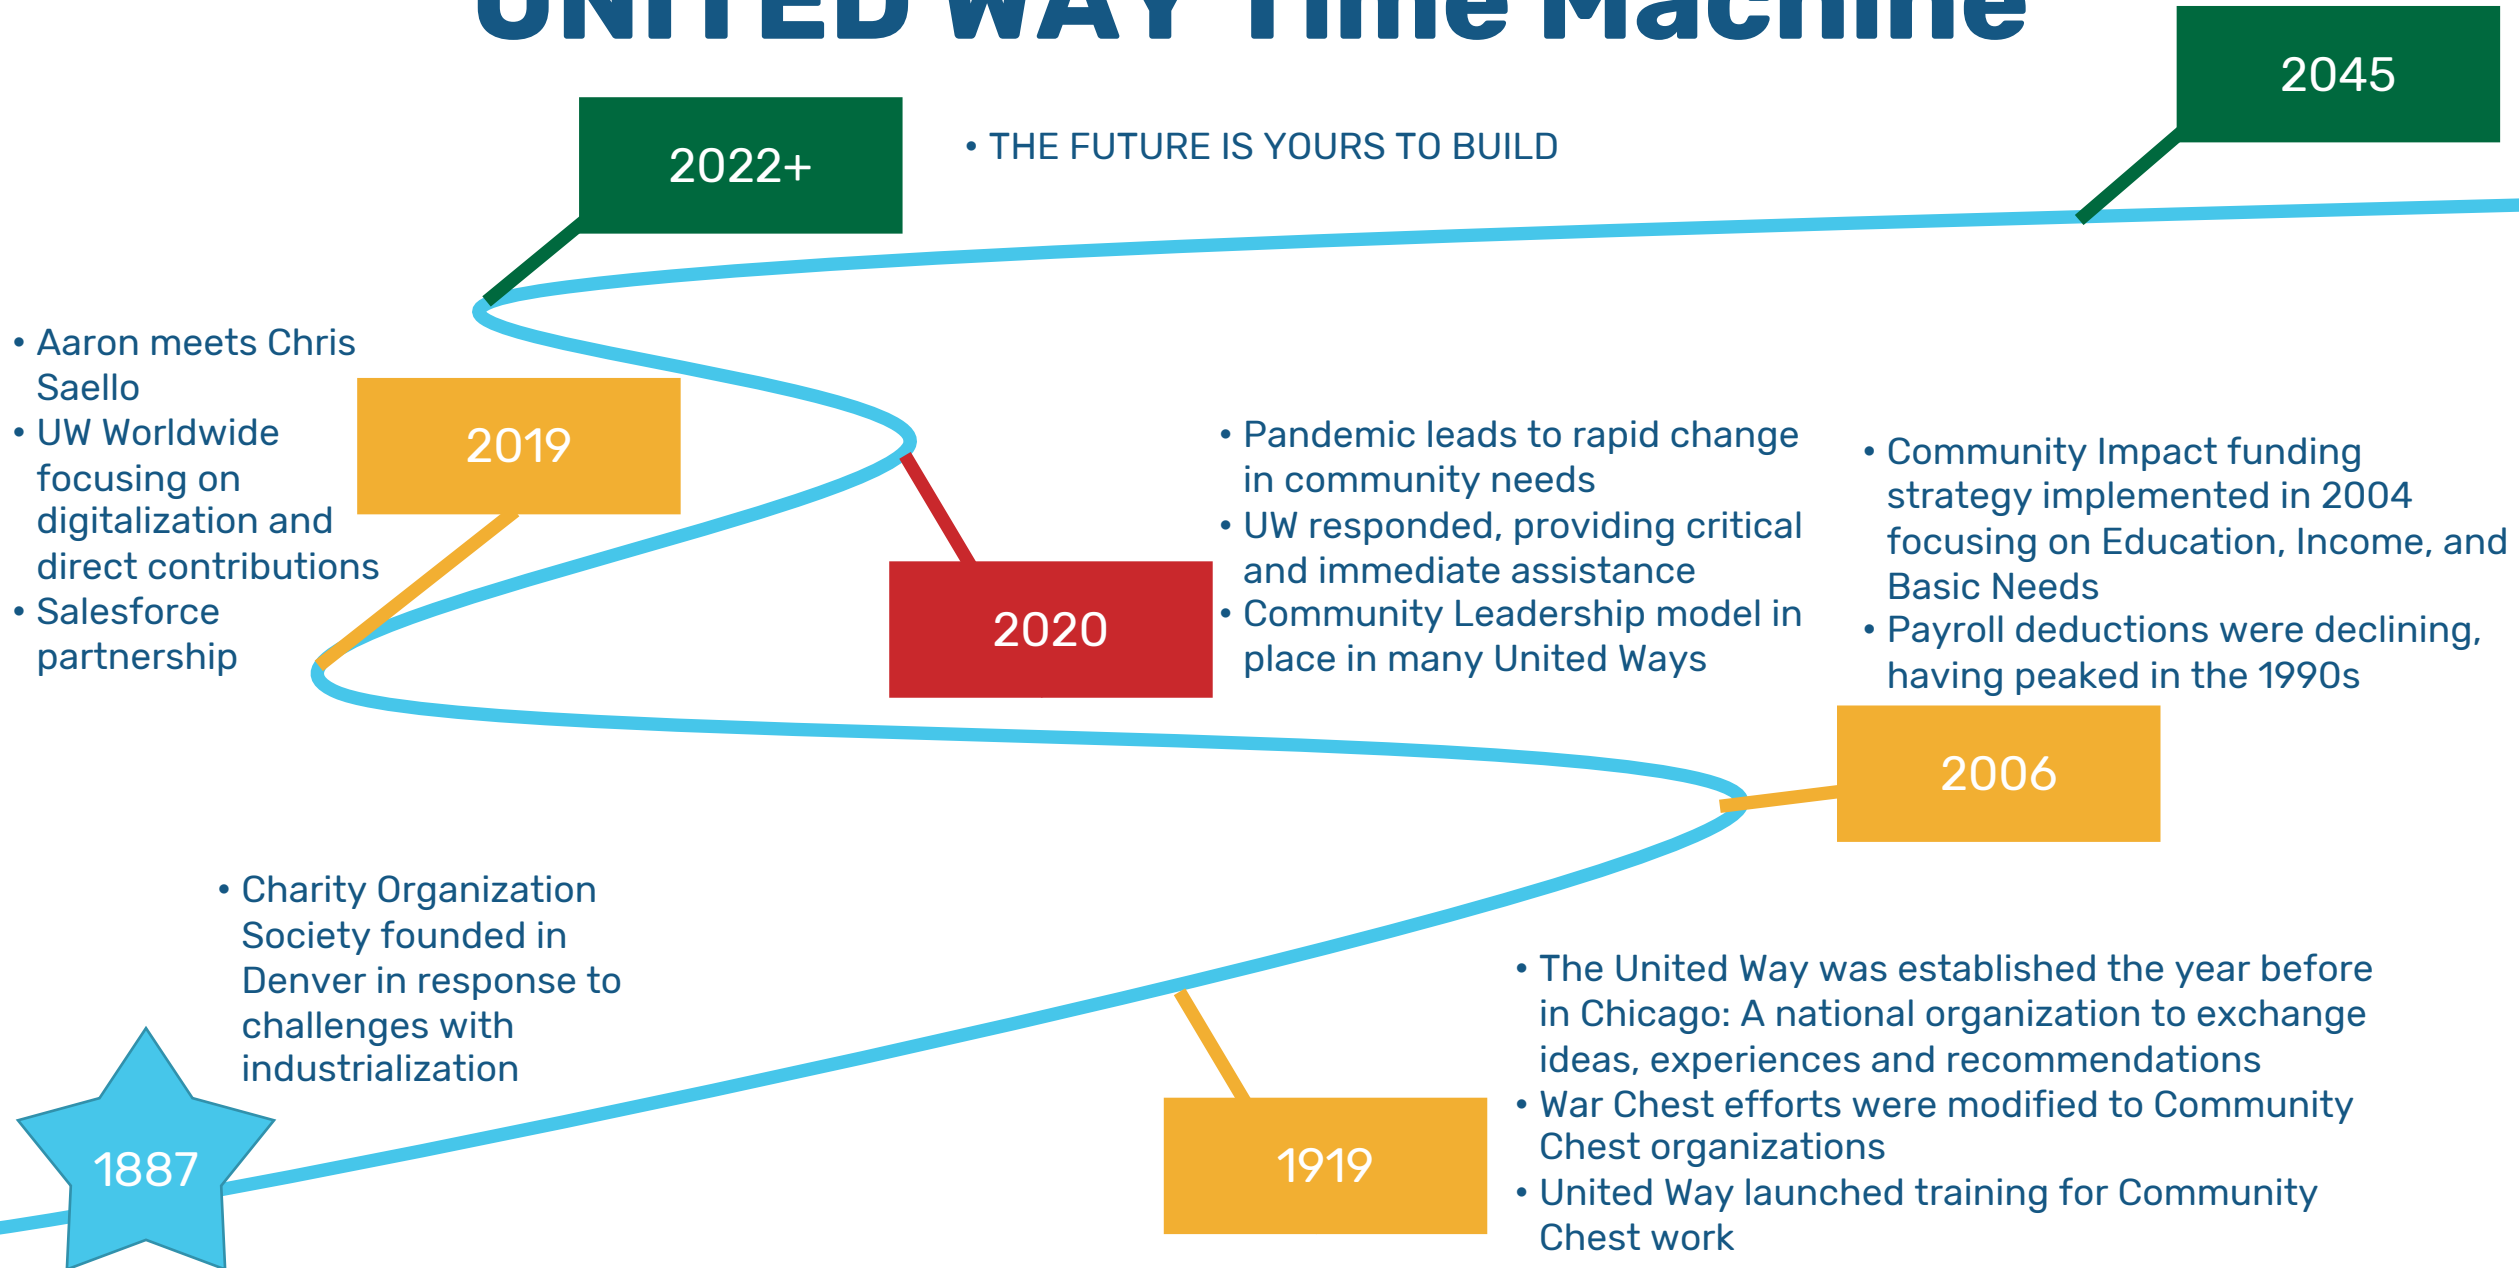 UNITED WAY Time Machine
2045
2022+
• THE FUTURE IS YOURS TO BUILD
• Aaron meets Chris
Saello
• UW Worldwide
focusing on
digitalization and
direct contributions
• Salesforce
partnership
2019
2020
• Pandemic leads to rapid change
in community needs
• UW responded, providing critical
and immediate assistance
• Community Leadership model in
place in many United Ways
• Community Impact funding
strategy implemented in 2004
focusing on Education, Income, and
Basic Needs
• Payroll deductions were declining,
having peaked in the 1990s
2006
• Charity Organization
Society founded in
Denver in response to
challenges with
industrialization
1887
1919
• The United Way was established the year before
in Chicago: A national organization to exchange
ideas, experiences and recommendations
• War Chest efforts were modified to Community
Chest organizations
• United Way launched training for Community
Chest work